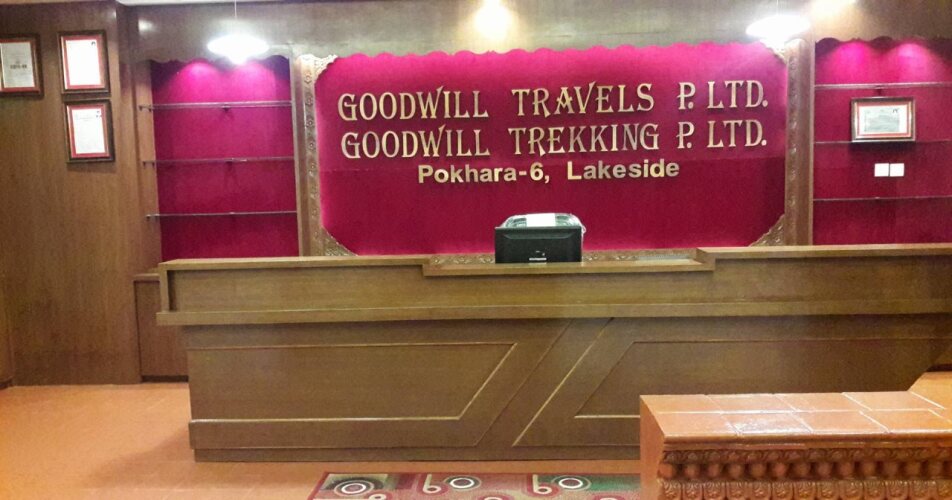 GOODWILL TRAVELS P. LTD.
GOODWILL TREKKING P. LTD.
Pokhara-6, Lakeside